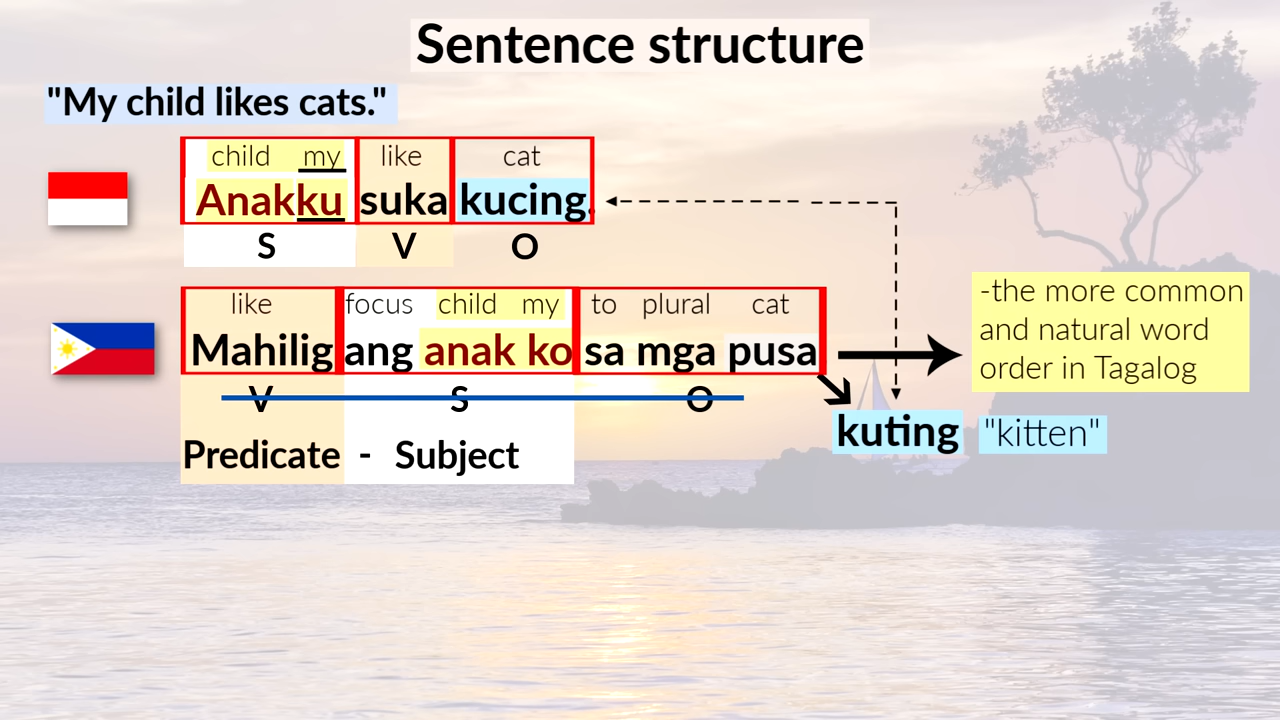 Sentence structure
"My child likes cats."
child my like cat
Anakku suka kucing.
S V O
like focus child my to plural cat
Mahilig ang anak ko sa mga pusa
V S O
Predicate - Subject
-the more common
and natural word
order in Tagalog
kuting "kitten"